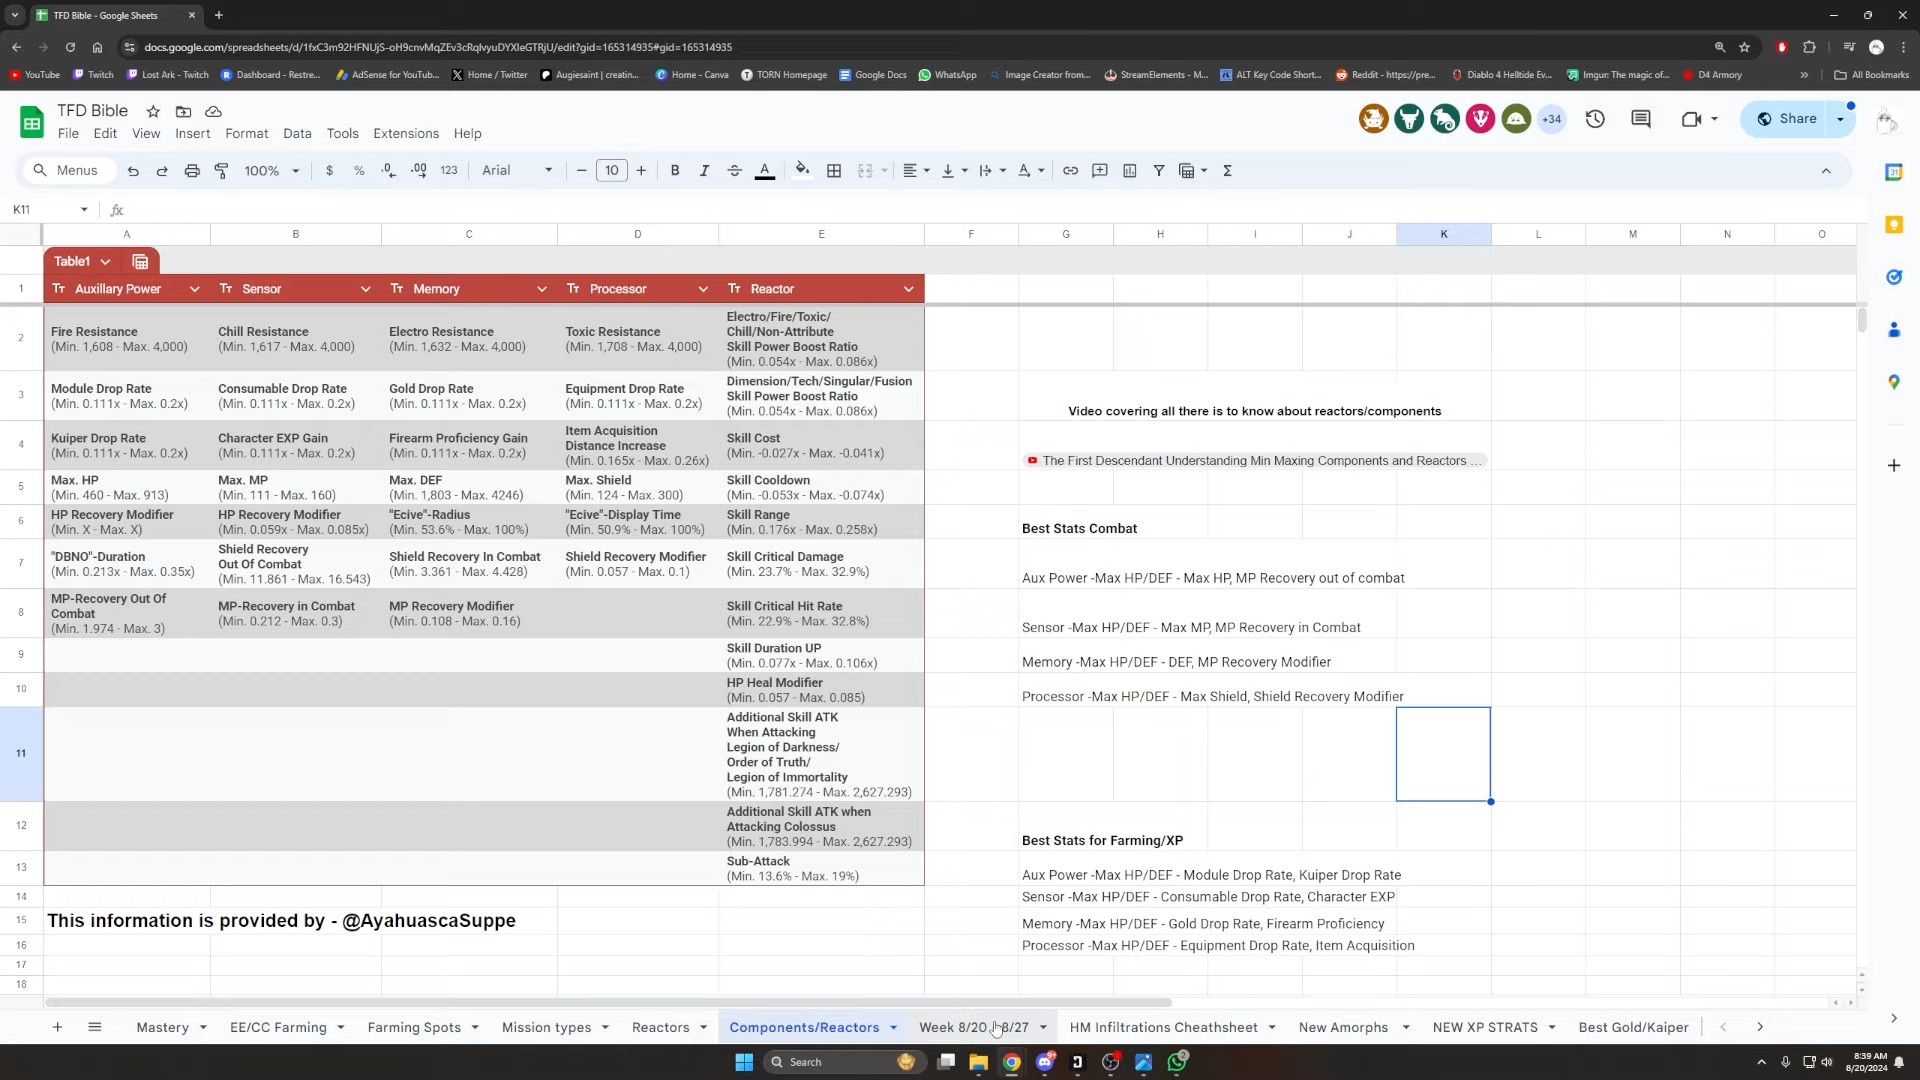 TFD Bible - Google Sheets
docs.google.com/spreadsheets/d/1fxC3m92HFNUjS-oH9cnvMqZEv3cRqIvyuDYXIeGTRjU/edit?gid=165314935#gid=165314935
YouTube Twitch Lost Ark - Twitch Dashboard - Restre... AdSense for YouTub... Home / Twitter Augiesaint | creatin... Home - Canva TORN Homepage Google Docs WhatsApp Image Creator from... StreamElements - M... ALT Key Code Short... Reddit - https://pre... Diablo 4 Helltide Ev... Imgur: The magic of... D4 Armory All Bookmarks
TFD Bible
+34
Share
File Edit View Insert Format Data Tools Extensions Help
Menus 100% $ % .0 .00 123 Arial 10 B I
K11
A B C D E F G H I J K L M N O
Table1
1 Auxillary Power Sensor Memory Processor Reactor
2
Fire Resistance
(Min. 1,608 - Max. 4,000)
Chill Resistance
(Min. 1,617 - Max. 4,000)
Electro Resistance
(Min. 1,632 - Max. 4,000)
Toxic Resistance
(Min. 1,708 - Max. 4,000)
Electro/Fire/Toxic/
Chill/Non-Attribute
Skill Power Boost Ratio
(Min. 0.054x - Max. 0.086x)
3
Module Drop Rate
(Min. 0.111x - Max. 0.2x)
Consumable Drop Rate
(Min. 0.111x - Max. 0.2x)
Gold Drop Rate
(Min. 0.111x - Max. 0.2x)
Equipment Drop Rate
(Min. 0.111x - Max. 0.2x)
Dimension/Tech/Singular/Fusion
Skill Power Boost Ratio
(Min. 0.054x - Max. 0.086x)
Video covering all there is to know about reactors/components
4
Kuiper Drop Rate
(Min. 0.111x - Max. 0.2x)
Character EXP Gain
(Min. 0.111x - Max. 0.2x)
Firearm Proficiency Gain
(Min. 0.111x - Max. 0.2x)
Item Acquisition
Distance Increase
(Min. 0.165x - Max. 0.26x)
Skill Cost
(Min. -0.027x - Max. -0.041x)
The First Descendant Understanding Min Maxing Components and Reactors ...
5
Max. HP
(Min. 460 - Max. 913)
Max. MP
(Min. 111 - Max. 160)
Max. DEF
(Min. 1,803 - Max. 4246)
Max. Shield
(Min. 124 - Max. 300)
Skill Cooldown
(Min. -0.053x - Max. -0.074x)
6
HP Recovery Modifier
(Min. X - Max. X)
HP Recovery Modifier
(Min. 0.059x - Max. 0.085x)
"Ecive"-Radius
(Min. 53.6% - Max. 100%)
"Ecive"-Display Time
(Min. 50.9% - Max. 100%)
Skill Range
(Min. 0.176x - Max. 0.258x)
Best Stats Combat
7
"DBNO"-Duration
(Min. 0.213x - Max. 0.35x)
Shield Recovery
Out Of Combat
(Min. 11.861 - Max. 16.543)
Shield Recovery In Combat
(Min. 3.361 - Max. 4.428)
Shield Recovery Modifier
(Min. 0.057 - Max. 0.1)
Skill Critical Damage
(Min. 23.7% - Max. 32.9%)
Aux Power -Max HP/DEF - Max HP, MP Recovery out of combat
8
MP-Recovery Out Of
Combat
(Min. 1.974 - Max. 3)
MP-Recovery in Combat
(Min. 0.212 - Max. 0.3)
MP Recovery Modifier
(Min. 0.108 - Max. 0.16)
Skill Critical Hit Rate
(Min. 22.9% - Max. 32.8%)
Sensor -Max HP/DEF - Max MP, MP Recovery in Combat
9
Skill Duration UP
(Min. 0.077x - Max. 0.106x)
Memory -Max HP/DEF - DEF, MP Recovery Modifier
10
HP Heal Modifier
(Min. 0.057 - Max. 0.085)
Processor -Max HP/DEF - Max Shield, Shield Recovery Modifier
11
Additional Skill ATK
When Attacking
Legion of Darkness/
Order of Truth/
Legion of Immortality
(Min. 1,781.274 - Max. 2,627.293)
12
Additional Skill ATK when
Attacking Colossus
(Min. 1,783.994 - Max. 2,627.293)
Best Stats for Farming/XP
13
Sub-Attack
(Min. 13.6% - Max. 19%)
Aux Power -Max HP/DEF - Module Drop Rate, Kuiper Drop Rate
14 Sensor -Max HP/DEF - Consumable Drop Rate, Character EXP
15 This information is provided by - @AyahuascaSuppe Memory -Max HP/DEF - Gold Drop Rate, Firearm Proficiency
16 Processor -Max HP/DEF - Equipment Drop Rate, Item Acquisition
17
18
Mastery EE/CC Farming Farming Spots Mission types Reactors Components/Reactors Week 8/20 8/27 HM Infiltrations Cheathsheet New Amorphs NEW XP STRATS Best Gold/Kaiper
Search
8:39 AM
8/20/2024